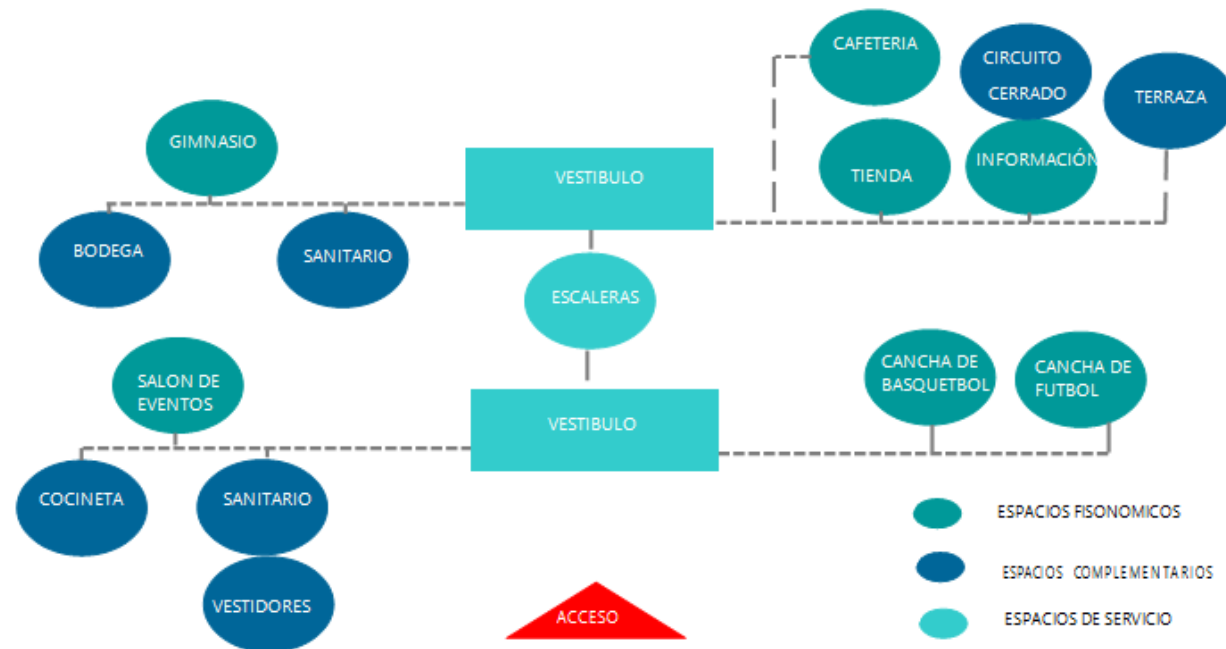 CAFETERIA
CIRCUITO
CERRADO
TERRAZA
GIMNASIO
VESTIBULO
TIENDA
INFORMACIÓN
BODEGA
SANITARIO
ESCALERAS
SALON DE
EVENTOS
CANCHA DE
BASQUETBOL
CANCHA DE
FUTBOL
VESTIBULO
COCINETA
SANITARIO
VESTIDORES
ACCESO
ESPACIOS FISONOMICOS
ESPACIOS COMPLEMENTARIOS
ESPACIOS DE SERVICIO